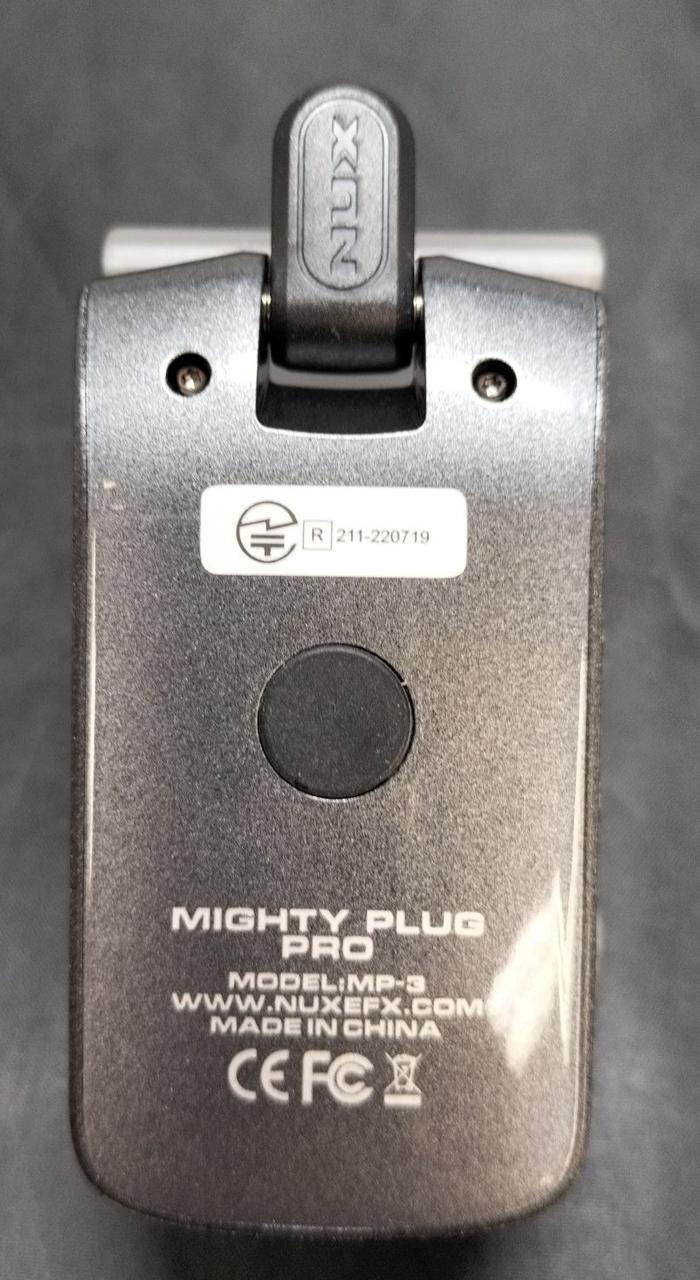 NUX
R 211-220719
MIGHTY PLUG
PRO
MODEL:MP-3
WWW.NUXEFX.COM
MADE IN CHINA
CE FC